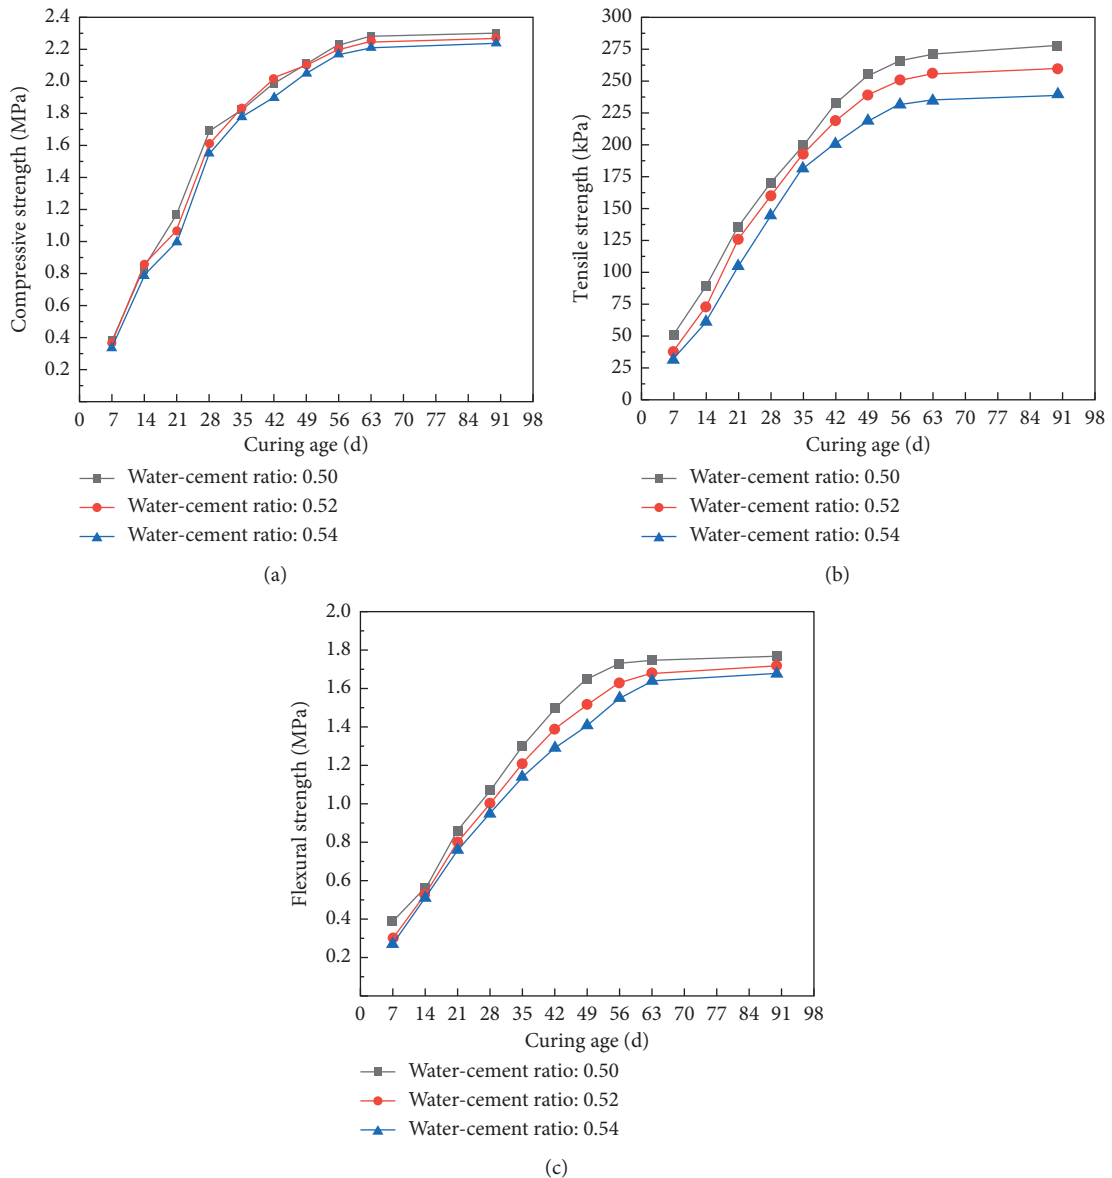 2.4
2.2
2.0
1.8
1.6
1.4
1.2
1.0
0.8
0.6
0.4
0.2
Compressive strength (MPa)
0 7 14 21 28 35 42 49 56 63 70 77 84 91 98
Curing age (d)
Water-cement ratio: 0.50
Water-cement ratio: 0.52
Water-cement ratio: 0.54
(a)
300
275
250
225
200
175
150
125
100
75
50
25
0
Tensile strength (kPa)
0 7 14 21 28 35 42 49 56 63 70 77 84 91 98
Curing age (d)
Water-cement ratio: 0.50
Water-cement ratio: 0.52
Water-cement ratio: 0.54
(b)
2.0
1.8
1.6
1.4
1.2
1.0
0.8
0.6
0.4
0.2
Flexural strength (MPa)
0 7 14 21 28 35 42 49 56 63 70 77 84 91 98
Curing age (d)
Water-cement ratio: 0.50
Water-cement ratio: 0.52
Water-cement ratio: 0.54
(c)